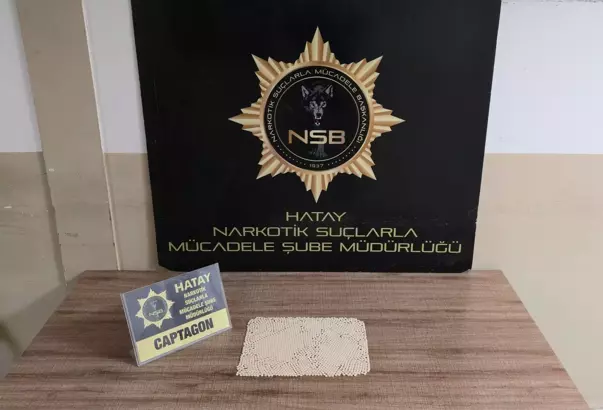 NARKOTİK SUÇLARLA MÜCADELE BAŞKANLIĞI
NSB
HATAY
NARKOTİK SUÇLARLA
MÜCADELE ŞUBE MÜDÜRLÜĞÜ
HATAY
NARKOTİK
SUÇLARLA
MÜCADELE ŞUBE
MÜDÜRLÜĞÜ
CAPTAGON